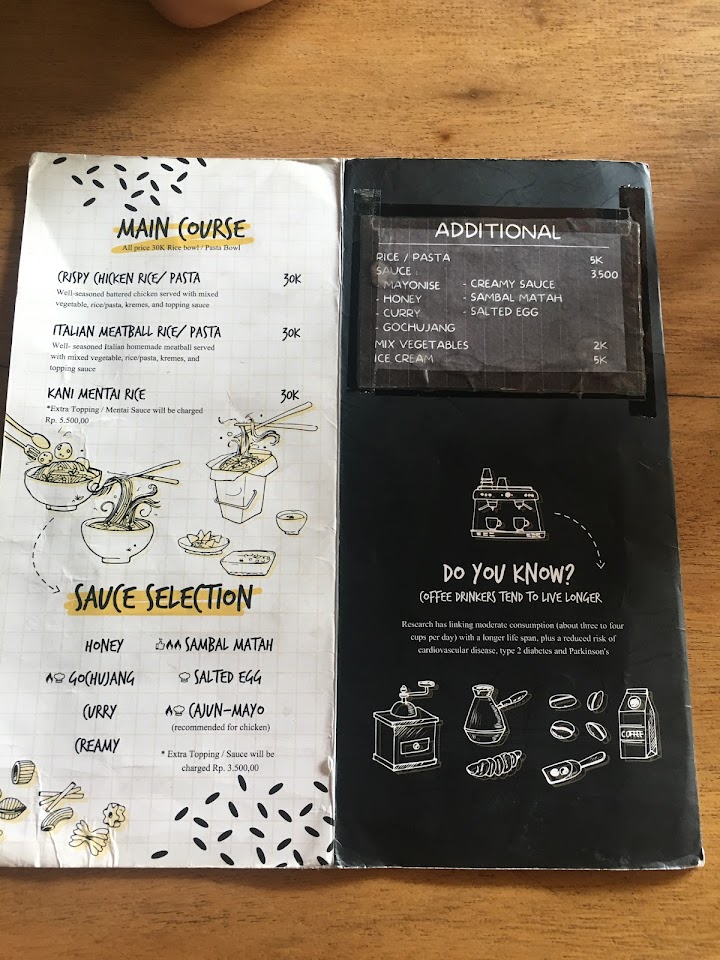 MAIN COURSE
All price 30K Rice bowl / Pasta Bowl
CRISPY CHICKEN RICE/ PASTA 30K
Well-seasoned battered chicken served with mixed
vegetable, rice/pasta, kremes, and topping sauce
ITALIAN MEATBALL RICE/ PASTA 30K
Well- seasoned Italian homemade meatball served
with mixed vegetable, rice/pasta, kremes, and
topping sauce
KANI MENTAI RICE 30K
*Extra Topping / Mentai Sauce will be charged
Rp. 5.500,00
SAUCE SELECTION
HONEY
GOCHUJANG
CURRY
CREAMY
SAMBAL MATAH
SALTED EGG
CAJUN-MAYO
(recommended for chicken)
* Extra Topping / Sauce will be
charged Rp. 3.500,00
ADDITIONAL
RICE / PASTA 5K
SAUCE : 3.500
- MAYONISE - CREAMY SAUCE
- HONEY - SAMBAL MATAH
- CURRY - SALTED EGG
- GOCHUJANG
MIX VEGETABLES 2K
ICE CREAM 5K
DO YOU KNOW?
COFFEE DRINKERS TEND TO LIVE LONGER
Research has linking moderate consumption (about three to four
cups per day) with a longer life span, plus a reduced risk of
cardiovascular disease, type 2 diabetes and Parkinson's
COFFEE